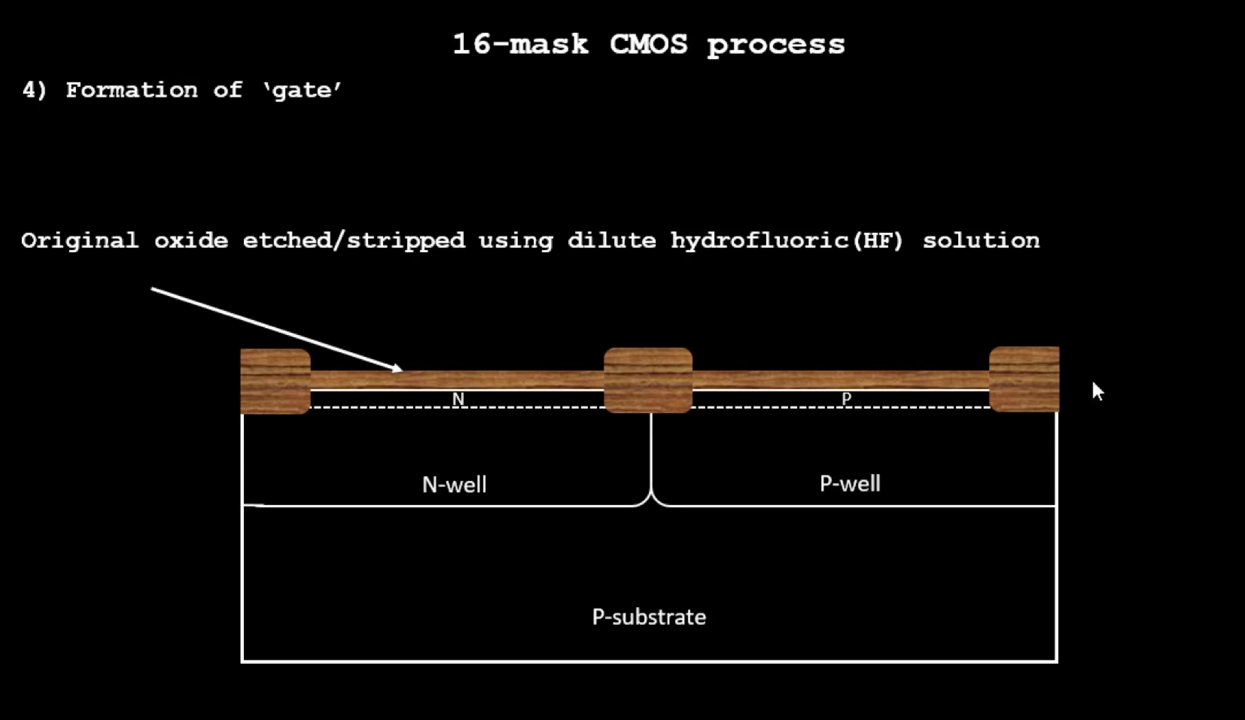 16-mask CMOS process
4) Formation of ‘gate’
Original oxide etched/stripped using dilute hydrofluoric(HF) solution
N
P
N-well
P-well
P-substrate